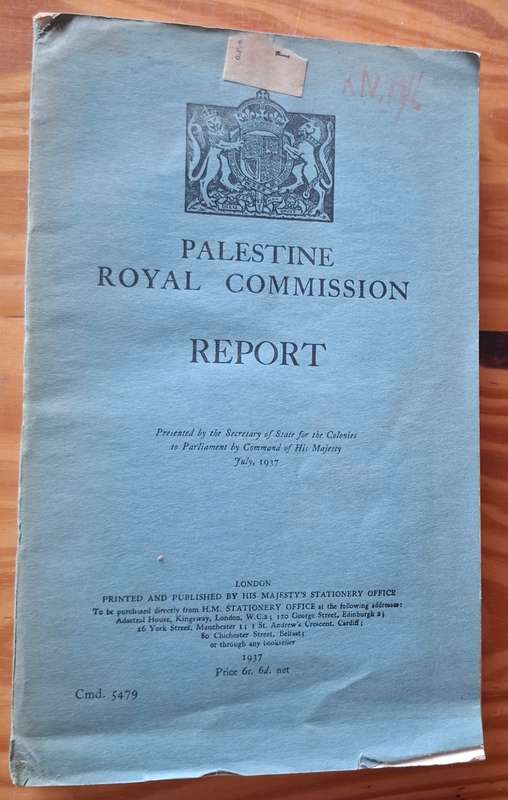 PALESTINE
ROYAL COMMISSION
REPORT
Presented by the Secretary of State for the Colonies
to Parliament by Command of His Majesty
July, 1937
LONDON
PRINTED AND PUBLISHED BY HIS MAJESTY'S STATIONERY OFFICE
To be purchased directly from H.M. STATIONERY OFFICE at the following addresses:
Adastral House, Kingsway, London, W.C.2; 120 George Street, Edinburgh 2;
26 York Street, Manchester 1; 1 St. Andrew's Crescent, Cardiff;
80 Chichester Street, Belfast;
or through any bookseller
1937
Price 6s. 6d. net
Cmd. 5479